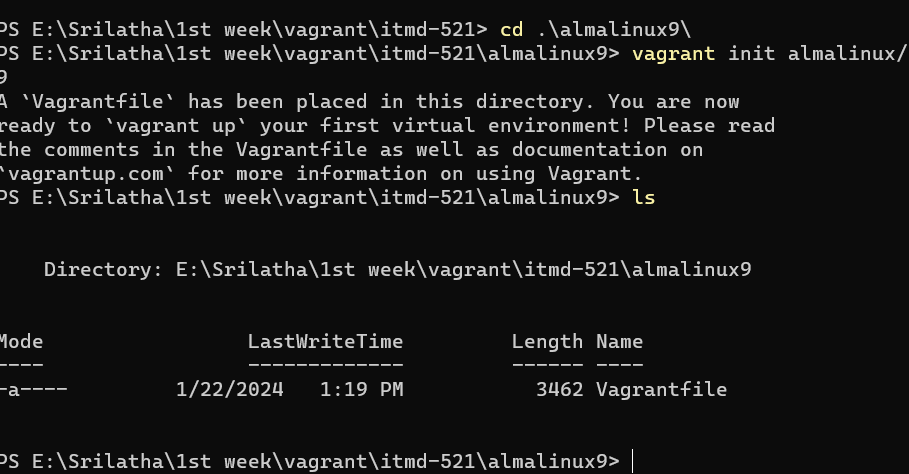 PS E:\Srilatha\1st week\vagrant\itmd-521> cd .\almalinux9\
PS E:\Srilatha\1st week\vagrant\itmd-521\almalinux9> vagrant init almalinux/
9
A `Vagrantfile` has been placed in this directory. You are now
ready to `vagrant up` your first virtual environment! Please read
the comments in the Vagrantfile as well as documentation on
`vagrantup.com` for more information on using Vagrant.
PS E:\Srilatha\1st week\vagrant\itmd-521\almalinux9> ls
Directory: E:\Srilatha\1st week\vagrant\itmd-521\almalinux9
Mode LastWriteTime Length Name
---- ------------- ------ ----
-a---- 1/22/2024 1:19 PM 3462 Vagrantfile
PS E:\Srilatha\1st week\vagrant\itmd-521\almalinux9>